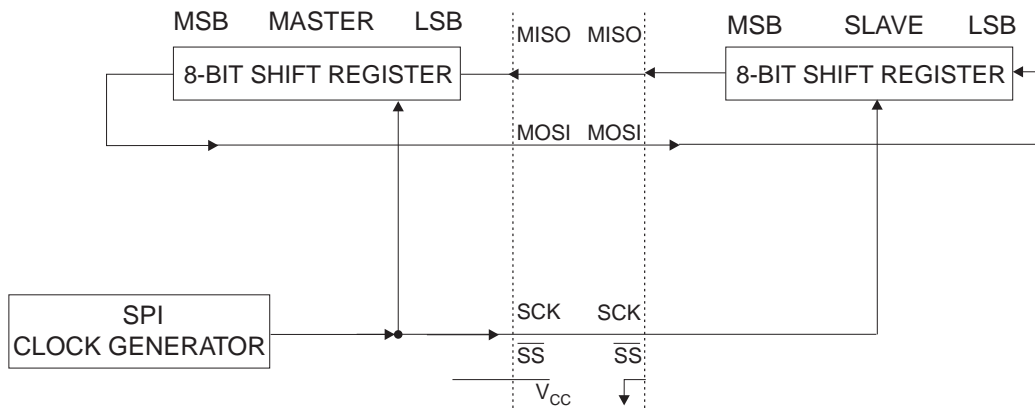 MSB MASTER LSB
8-BIT SHIFT REGISTER
MISO MISO
MSB SLAVE LSB
8-BIT SHIFT REGISTER
MOSI MOSI
SPI
CLOCK GENERATOR
SCK SCK
SS SS
VCC